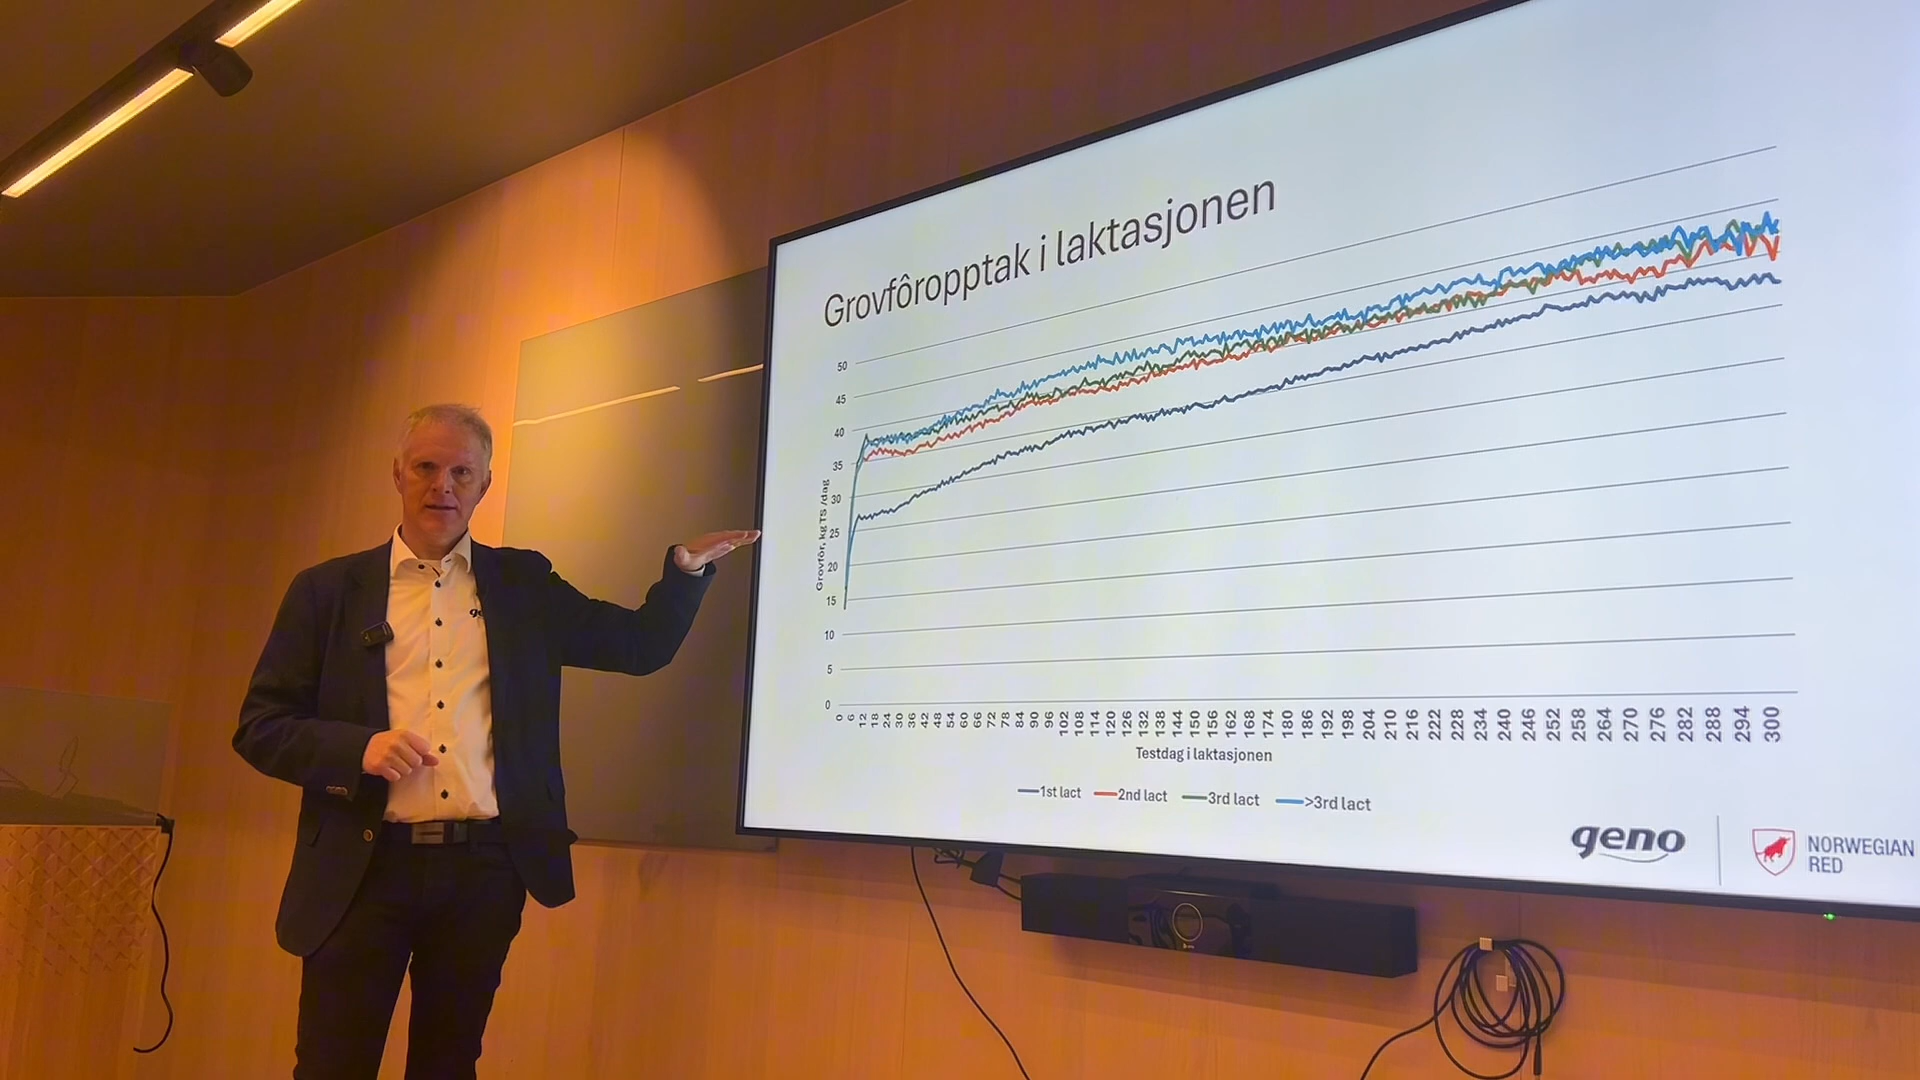 Grovfôropptak i laktasjonen
50
45
40
35
30
25
20
15
10
5
0
Grovfôr, kg TS /dag
0 6 12 18 24 30 36 42 48 54 60 66 72 78 84 90 96 102 108 114 120 126 132 138 144 150 156 162 168 174 180 186 192 198 204 210 216 222 228 234 240 246 252 258 264 270 276 282 288 294 300
Testdag i laktasjonen
1st lact 2nd lact 3rd lact >3rd lact
geno
NORWEGIAN
RED